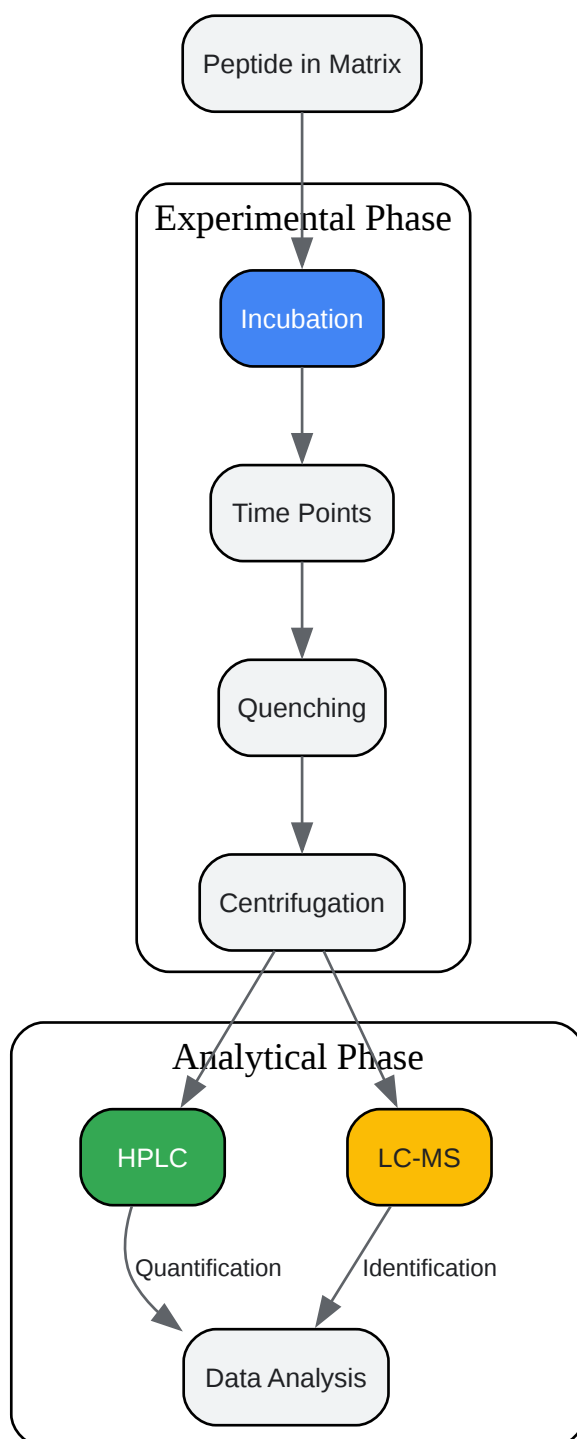 Peptide in Matrix
Experimental Phase
Incubation
Time Points
Quenching
Centrifugation
Analytical Phase
HPLC
LC-MS
Quantification
Identification
Data Analysis